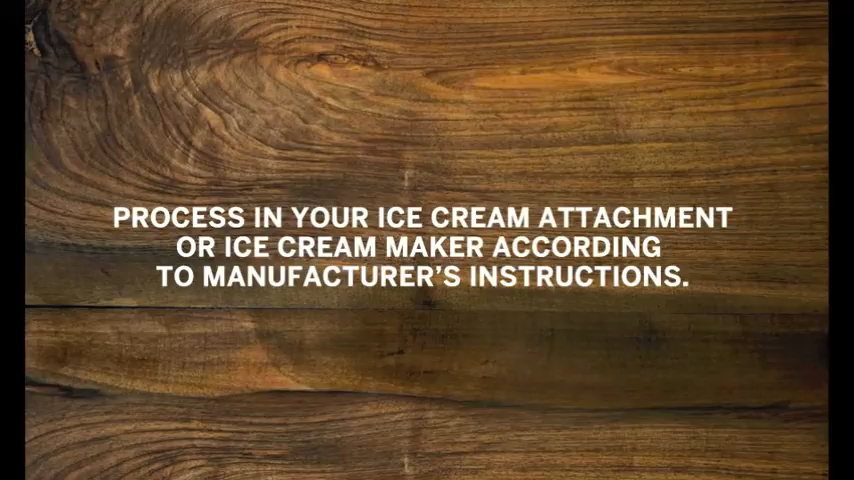 PROCESS IN YOUR ICE CREAM ATTACHMENT
OR ICE CREAM MAKER ACCORDING
TO MANUFACTURER’S INSTRUCTIONS.